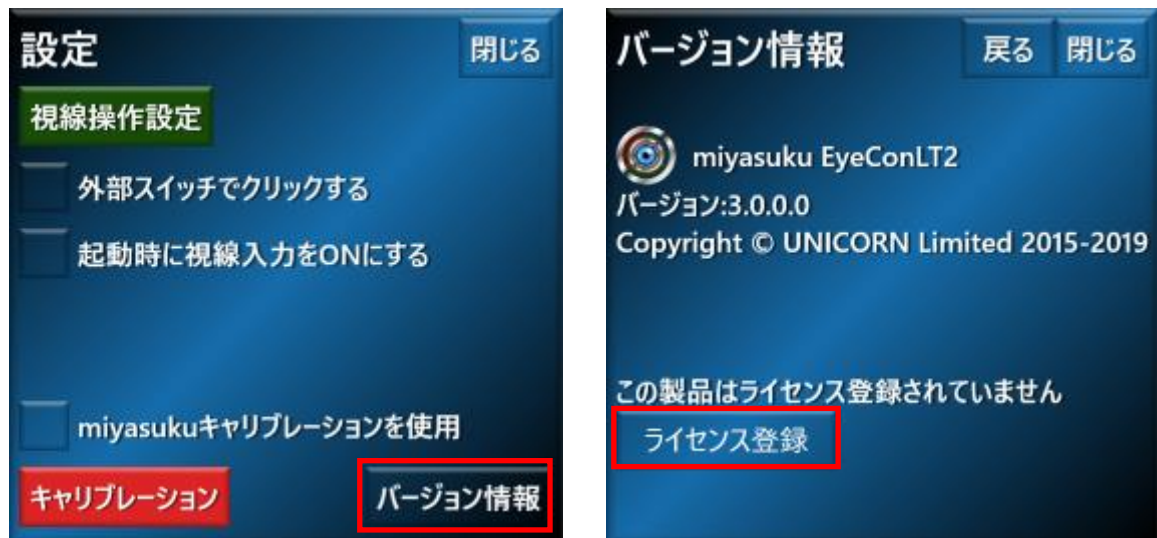 設定
閉じる
視線操作設定
外部スイッチでクリックする
起動時に視線入力をONにする
miyasukuキャリブレーションを使用
キャリブレーション
バージョン情報
バージョン情報
戻る
閉じる
miyasuku EyeConLT2
バージョン:3.0.0.0
Copyright © UNICORN Limited 2015-2019
この製品はライセンス登録されていません
ライセンス登録